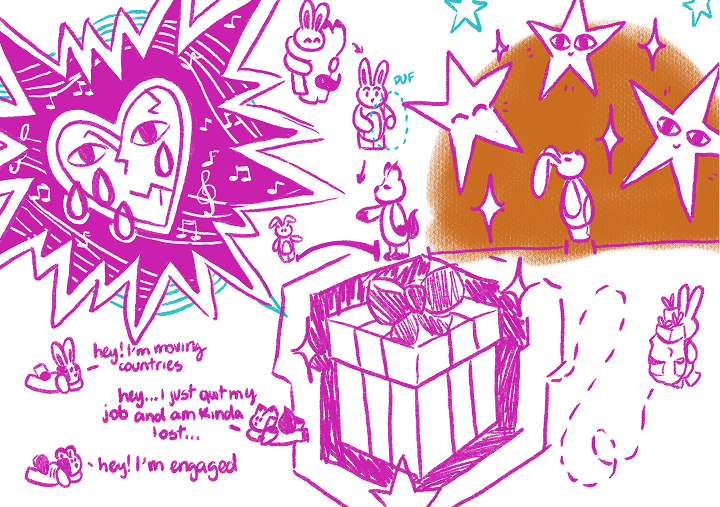 PUF
hey! I'm moving
countries
hey... I just quit my
job and am kinda
lost...
hey! I'm engaged